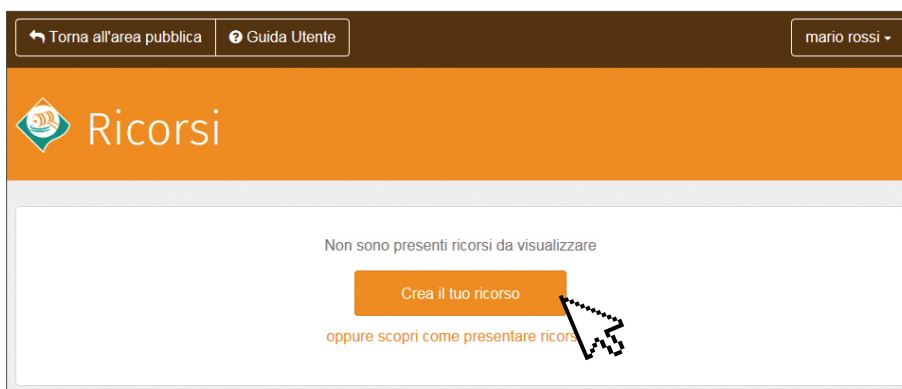 Torna all'area pubblica Guida Utente mario rossi
Ricorsi
Non sono presenti ricorsi da visualizzare
Crea il tuo ricorso
oppure scopri come presentare